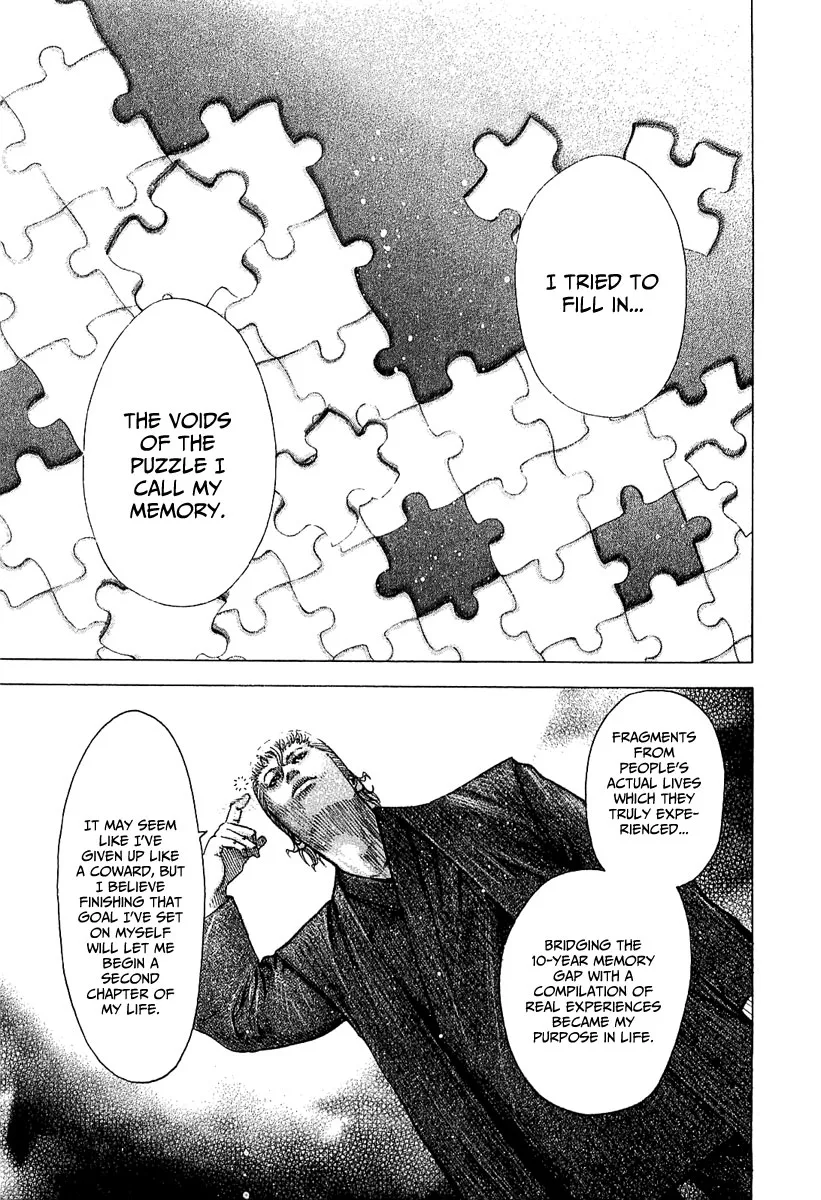 I TRIED TO
FILL IN...
THE VOIDS
OF THE
PUZZLE I
CALL MY
MEMORY.
FRAGMENTS
FROM
PEOPLE'S
ACTUAL LIVES
WHICH THEY
TRULY EXPE-
RIENCED...
BRIDGING THE
10-YEAR MEMORY
GAP WITH A
COMPILATION OF
REAL EXPERIENCES
BECAME MY
PURPOSE IN LIFE.
IT MAY SEEM
LIKE I'VE
GIVEN UP LIKE
A COWARD, BUT
I BELIEVE
FINISHING THAT
GOAL I'VE SET
ON MYSELF
WILL LET ME
BEGIN A
SECOND
CHAPTER OF
MY LIFE.